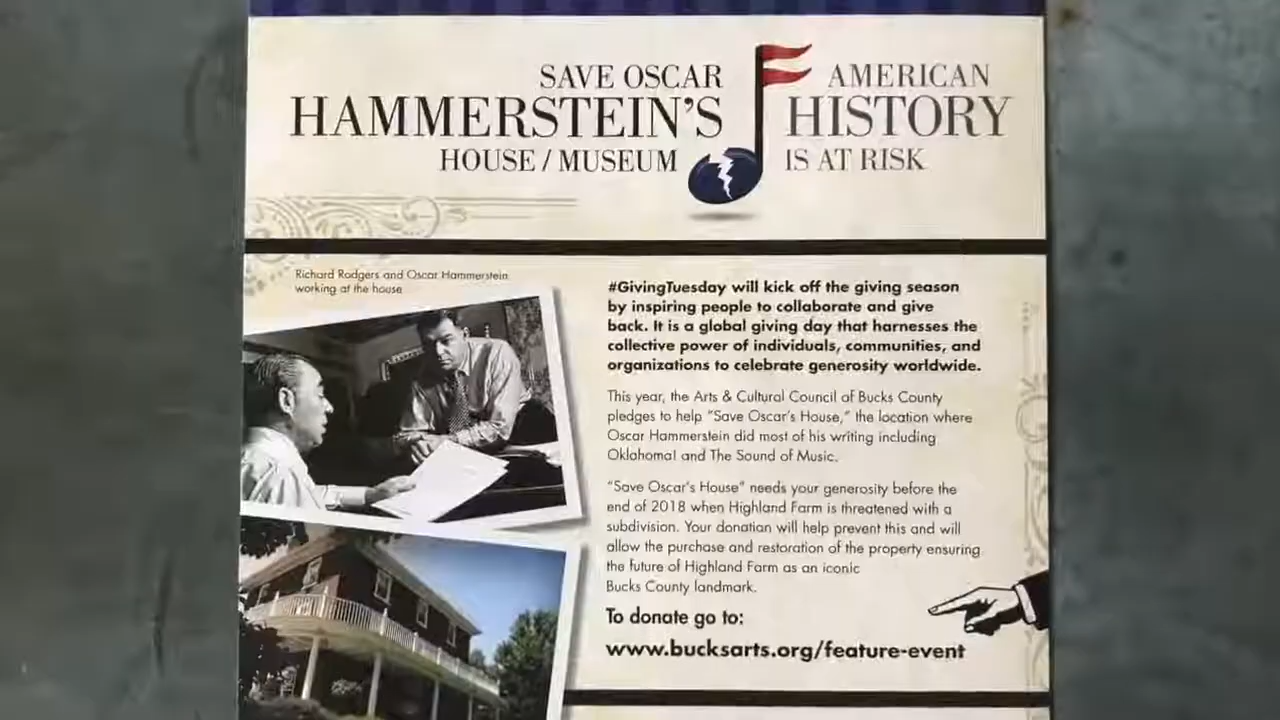 SAVE OSCAR
HAMMERSTEIN'S
HOUSE / MUSEUM
AMERICAN
HISTORY
IS AT RISK
Richard Rodgers and Oscar Hammerstein
working at the house
#GivingTuesday will kick off the giving season
by inspiring people to collaborate and give
back. It is a global giving day that harnesses the
collective power of individuals, communities, and
organizations to celebrate generosity worldwide.
This year, the Arts & Cultural Council of Bucks County
pledges to help "Save Oscar's House," the location where
Oscar Hammerstein did most of his writing including
Oklahoma! and The Sound of Music.
"Save Oscar's House" needs your generosity before the
end of 2018 when Highland Farm is threatened with a
subdivision. Your donation will help prevent this and will
allow the purchase and restoration of the property ensuring
the future of Highland Farm as an iconic
Bucks County landmark.
To donate go to:
www.bucksarts.org/feature-event